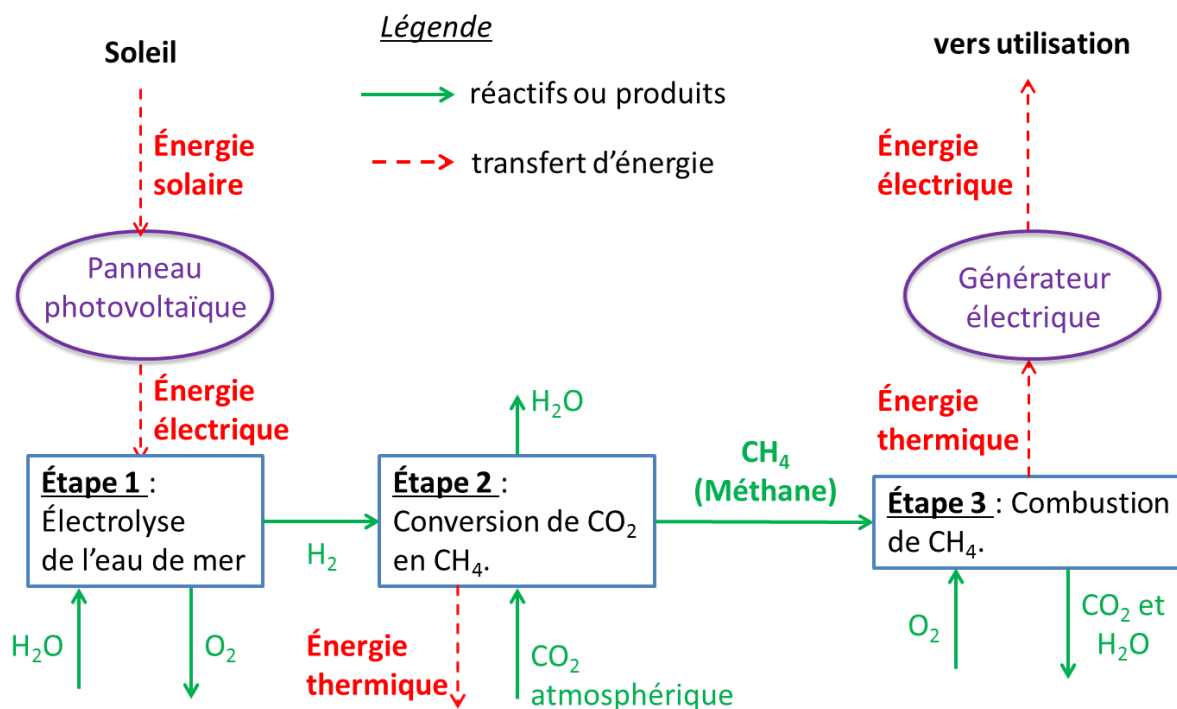 Légende
Soleil
vers utilisation
réactifs ou produits
transfert d’énergie
Énergie
solaire
Énergie
électrique
Panneau
photovoltaïque
Générateur
électrique
Énergie
électrique
H₂O
Énergie
thermique
CH₄
(Méthane)
Étape 1 :
Électrolyse
de l’eau de mer
H₂
Étape 2 :
Conversion de CO₂
en CH₄.
Étape 3 : Combustion
de CH₄.
H₂O
O₂
Énergie
thermique
CO₂
atmosphérique
O₂
CO₂ et
H₂O